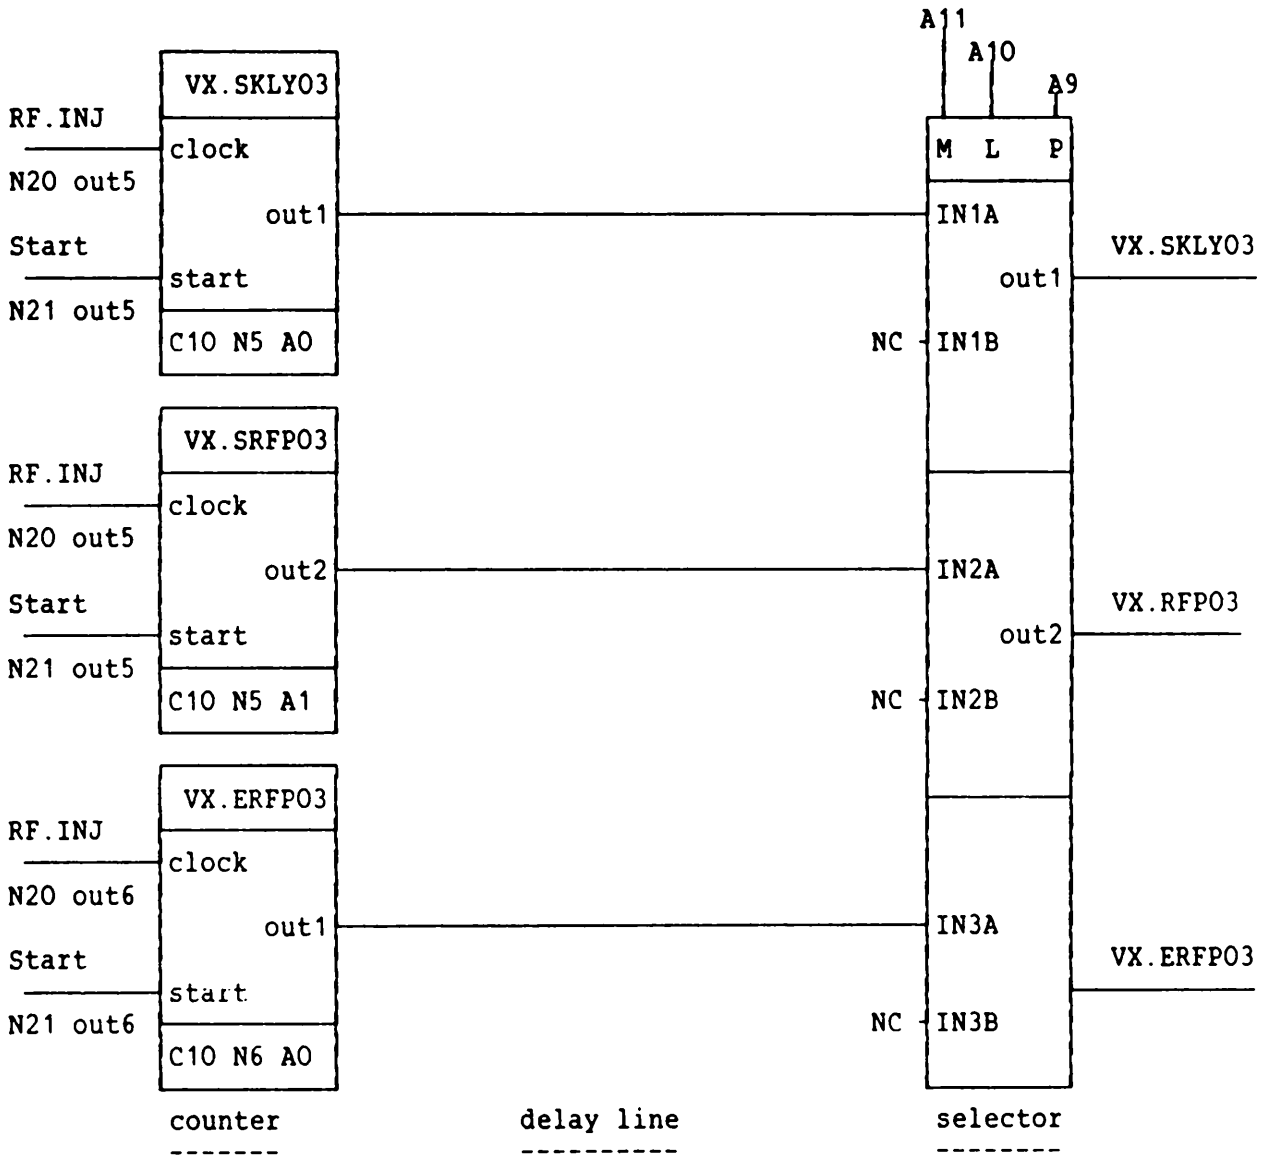 A11
A10
A9
VX.SKLY03
RF.INJ
clock
N20 out5
out1
Start
start
N21 out5
C10 N5 A0
M L P
IN1A
VX.SKLY03
out1
NC IN1B
VX.SRFP03
RF.INJ
clock
N20 out5
out2
Start
start
N21 out5
C10 N5 A1
IN2A
VX.RFP03
out2
NC IN2B
VX.ERFP03
RF.INJ
clock
N20 out6
out1
Start
start
N21 out6
C10 N6 A0
IN3A
VX.ERFP03
NC IN3B
counter
delay line
selector